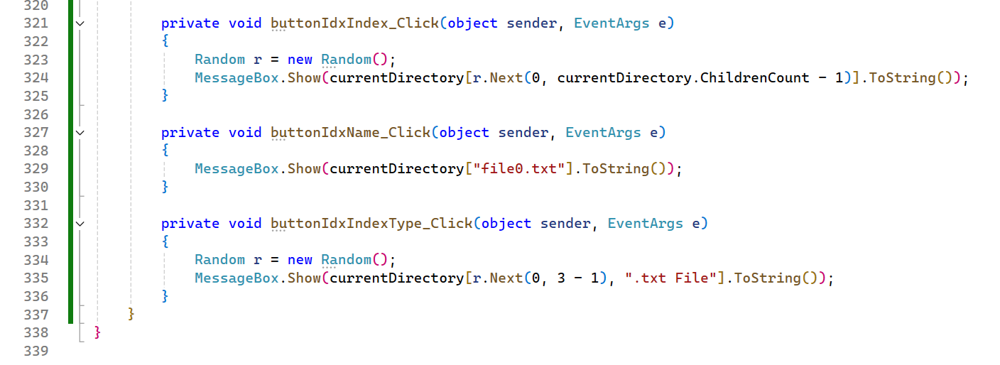 320
321 private void buttonIdxIndex_Click(object sender, EventArgs e)
322 {
323 Random r = new Random();
324 MessageBox.Show(currentDirectory[r.Next(0, currentDirectory.ChildrenCount - 1)].ToString());
325 }
326
327 private void buttonIdxName_Click(object sender, EventArgs e)
328 {
329 MessageBox.Show(currentDirectory["file0.txt"].ToString());
330 }
331
332 private void buttonIdxIndexType_Click(object sender, EventArgs e)
333 {
334 Random r = new Random();
335 MessageBox.Show(currentDirectory[r.Next(0, 3 - 1), ".txt File"].ToString());
336 }
337 }
338 }
339